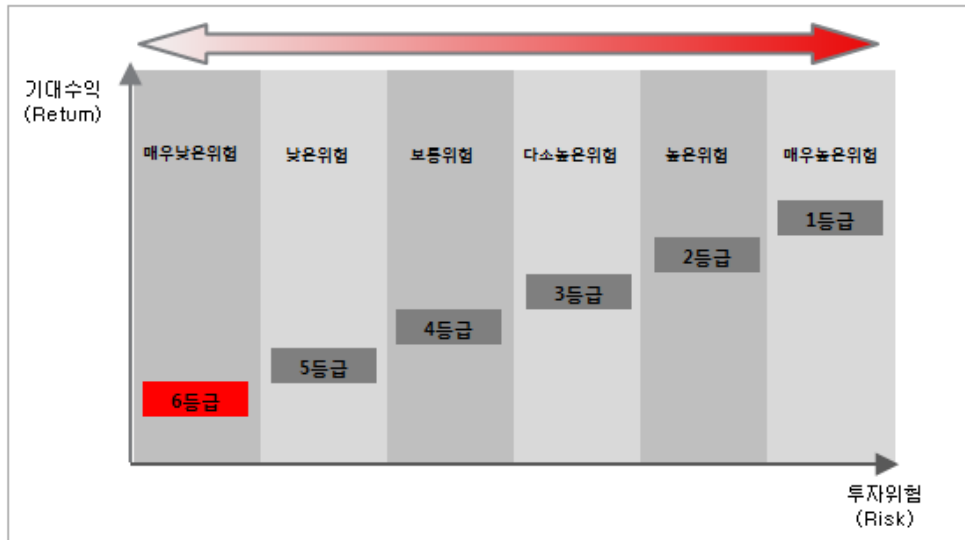 기대수익
(Return)
매우낮은위험
낮은위험
보통위험
다소높은위험
높은위험
매우높은위험
1등급
2등급
3등급
4등급
5등급
6등급
투자위험
(Risk)